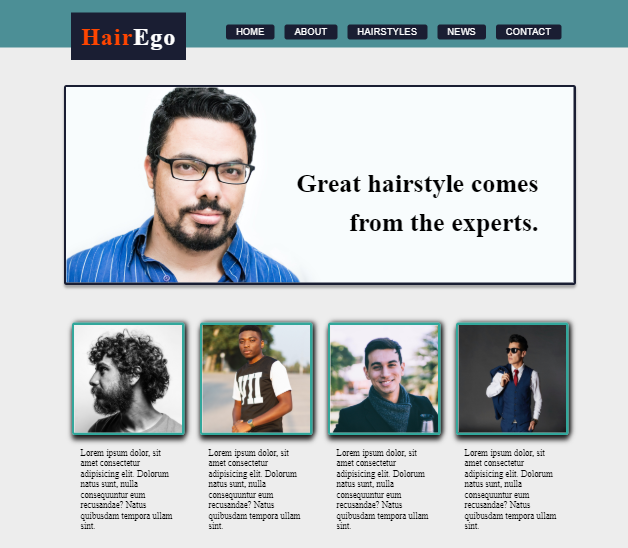 HairEgo
HOME ABOUT HAIRSTYLES NEWS CONTACT
Great hairstyle comes
from the experts.
Lorem ipsum dolor, sit
amet consectetur
adipisicing elit. Dolorum
natus sunt, nulla
consequuntur eum
recusandae? Natus
quibusdam tempora ullam
sint.
Lorem ipsum dolor, sit
amet consectetur
adipisicing elit. Dolorum
natus sunt, nulla
consequuntur eum
recusandae? Natus
quibusdam tempora ullam
sint.
Lorem ipsum dolor, sit
amet consectetur
adipisicing elit. Dolorum
natus sunt, nulla
consequuntur eum
recusandae? Natus
quibusdam tempora ullam
sint.
Lorem ipsum dolor, sit
amet consectetur
adipisicing elit. Dolorum
natus sunt, nulla
consequuntur eum
recusandae? Natus
quibusdam tempora ullam
sint.